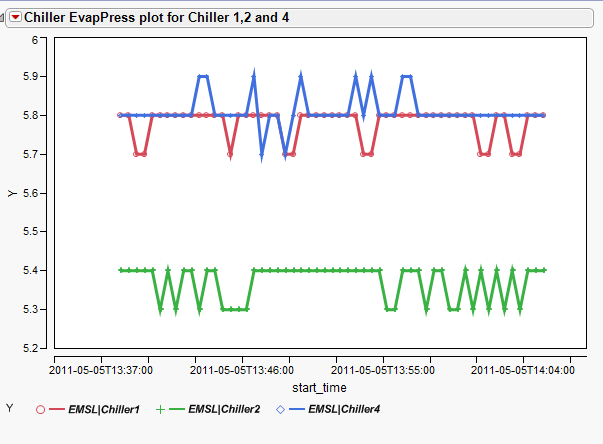 Chiller EvapPress plot for Chiller 1,2 and 4
6
5.9
5.8
5.7
5.6
5.5
5.4
5.3
5.2
Y
2011-05-05T13:37:00 2011-05-05T13:46:00 2011-05-05T13:55:00 2011-05-05T14:04:00
start_time
Y EMSL|Chiller1 EMSL|Chiller2 EMSL|Chiller4